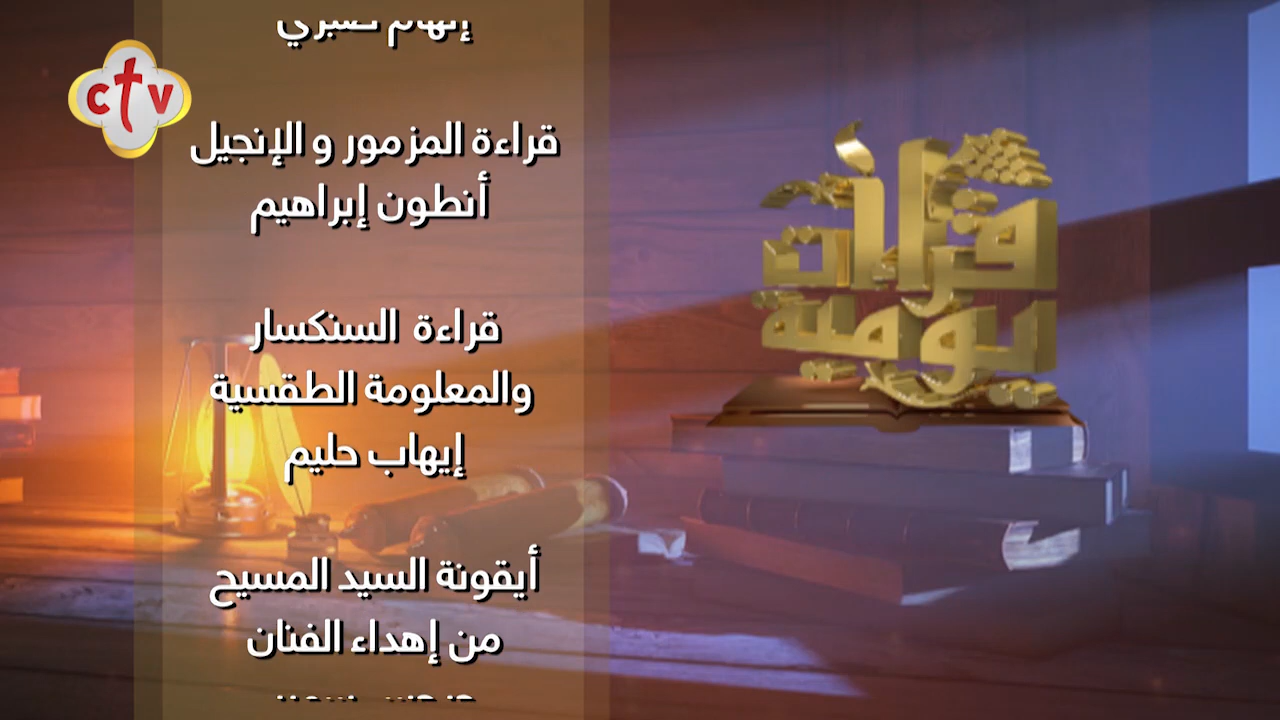 ctv
قراءة المزمور و الإنجيل
أنطون إبراهيم
قراءة السنكسار
والمعلومة الطقسية
إيهاب حليم
أيقونة السيد المسيح
من إهداء الفنان
قراءات
يومية